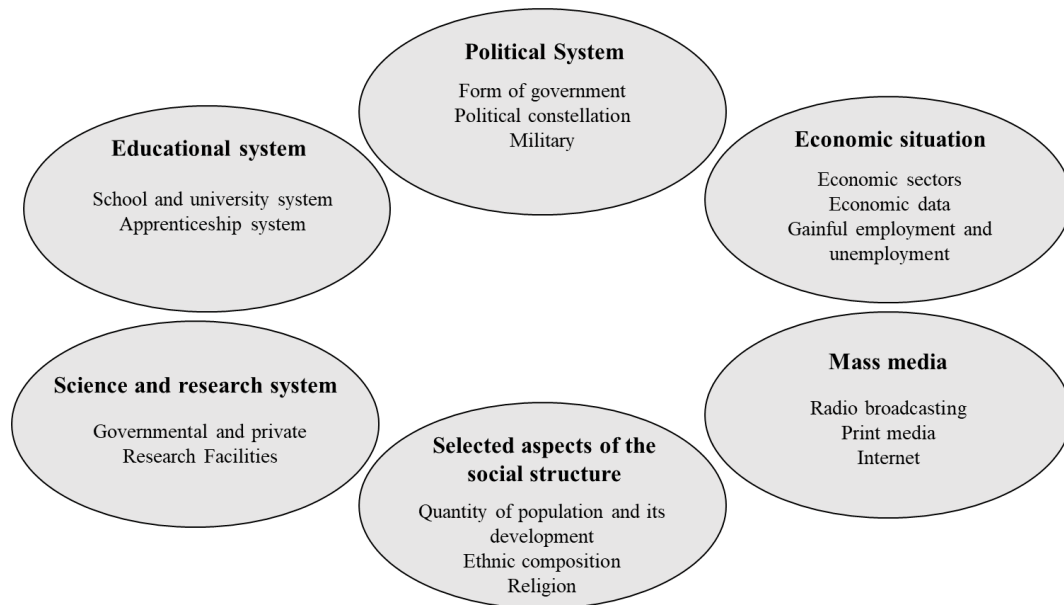 Political System
Form of government
Political constellation
Military
Educational system
School and university system
Apprenticeship system
Economic situation
Economic sectors
Economic data
Gainful employment and
unemployment
Science and research system
Governmental and private
Research Facilities
Mass media
Radio broadcasting
Print media
Internet
Selected aspects of the
social structure
Quantity of population and its
development
Ethnic composition
Religion